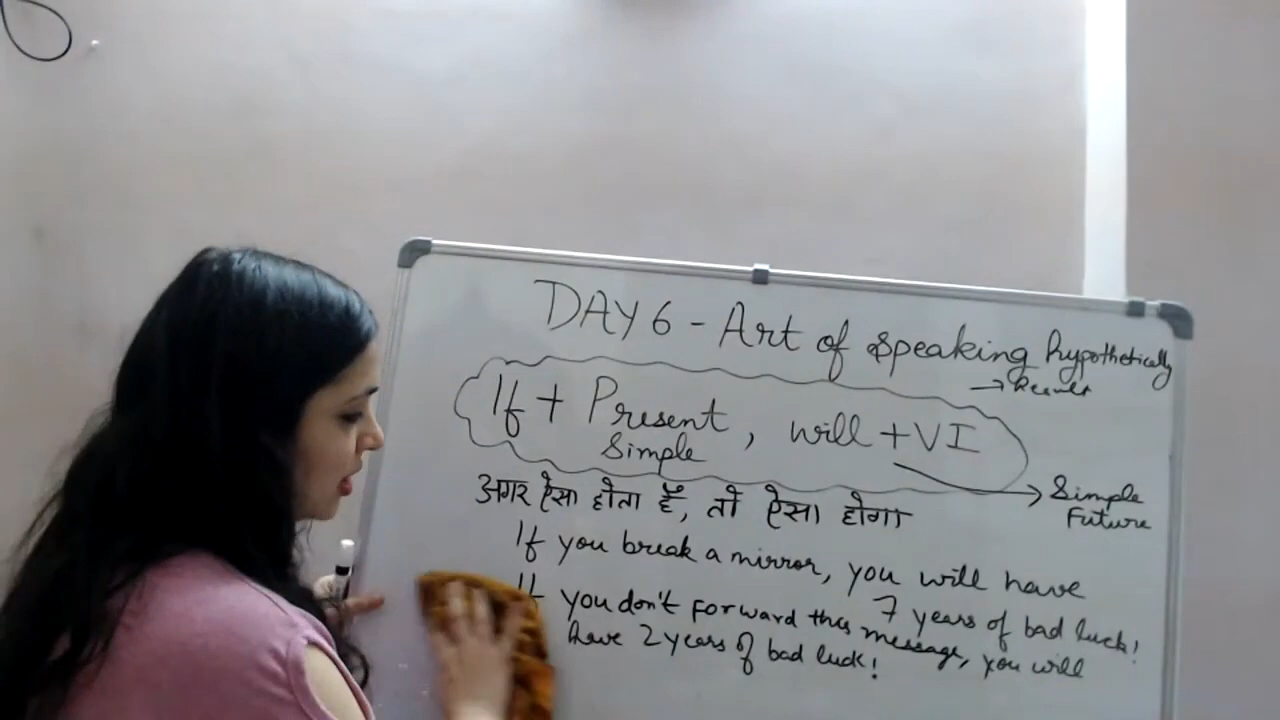 DAY 6 - Art of speaking hypothetically
→ Result
If + Present Simple, will + VI
→ Simple Future
अगर ऐसा होता हैं, तो ऐसा होगा
If you break a mirror, you will have
7 years of bad luck!
If you don't forward this message, you will
have 2 years of bad luck!